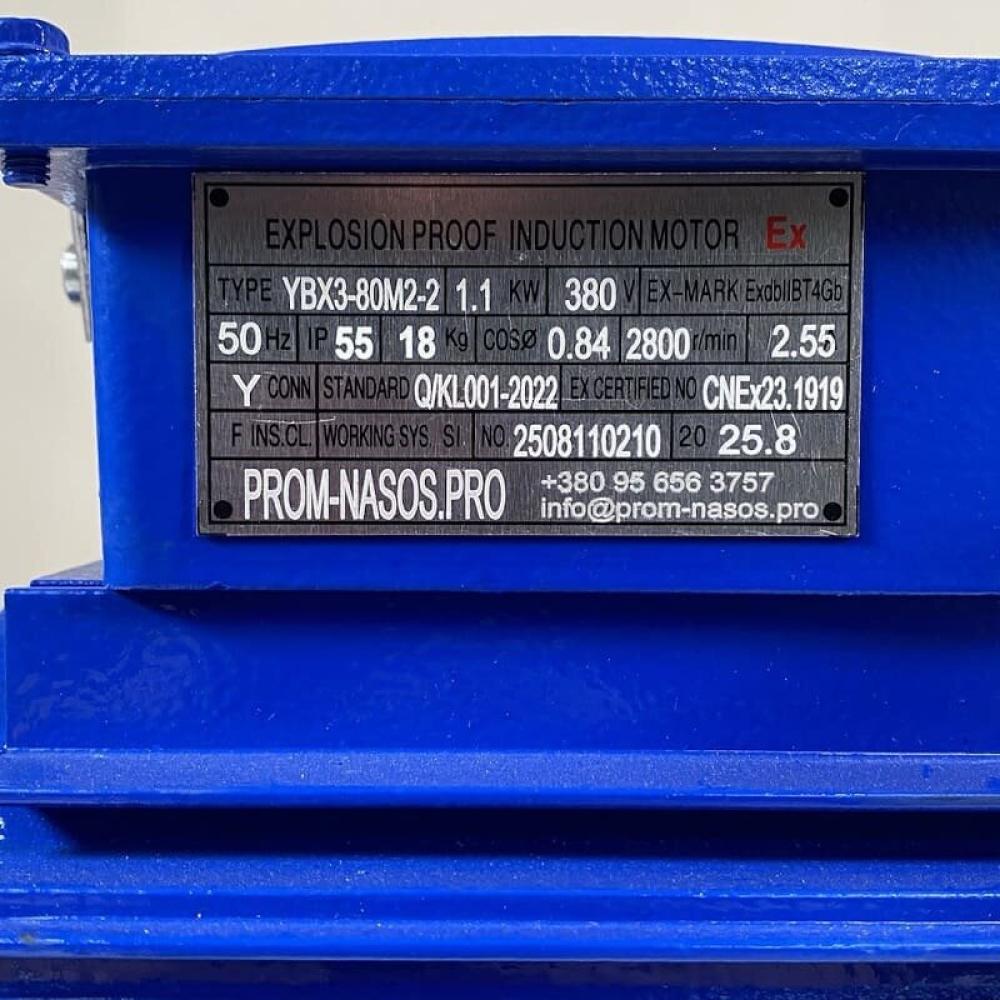 EXPLOSION PROOF INDUCTION MOTOR Ex
TYPE YBX3-80M2-2 1.1 KW 380 V EX-MARK ExdbIIBT4Gb
50 Hz IP 55 18 Kg COSØ 0.84 2800 r/min 2.55
Y CONN STANDARD Q/KL001-2022 EX CERTIFIED NO CNEx23.1919
F INS.CL. WORKING SYS. SI NO. 2508110210 20 25.8
PROM-NASOS.PRO +380 95 656 3757
info@prom-nasos.pro